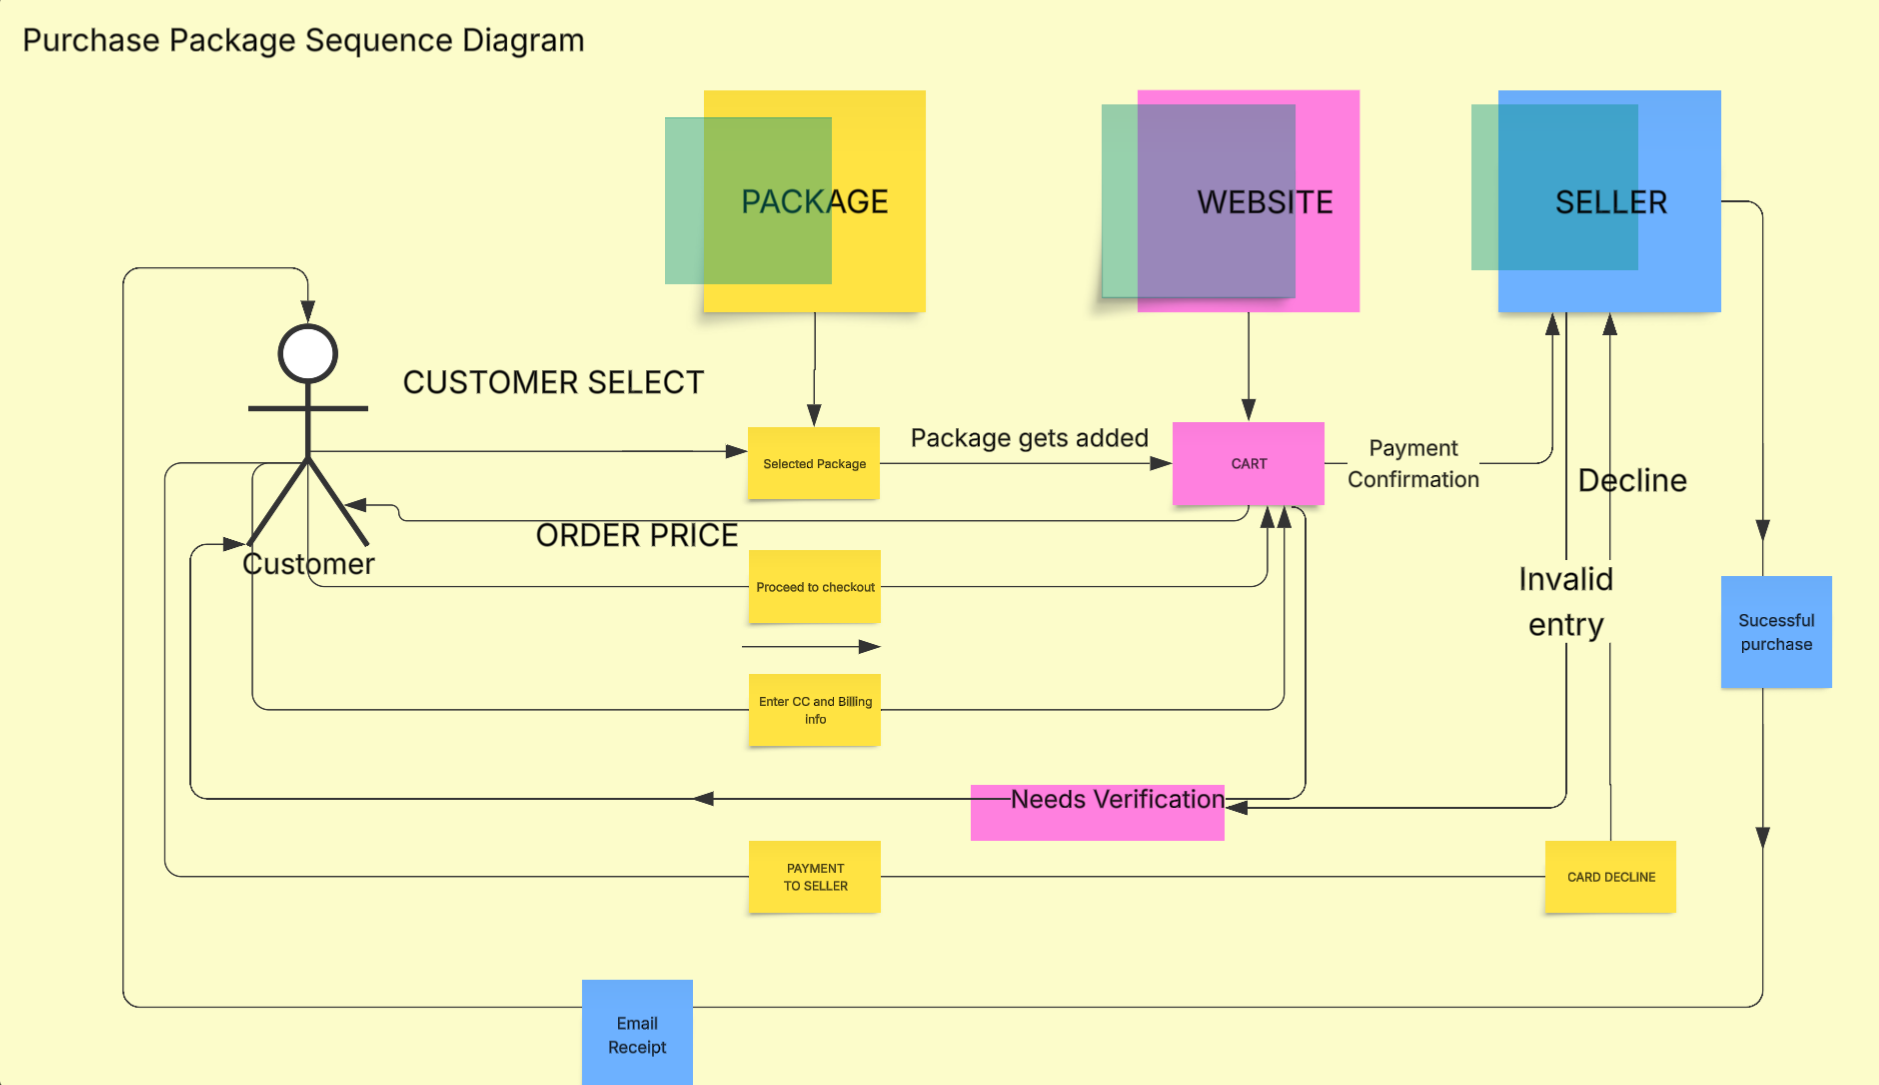 Purchase Package Sequence Diagram
PACKAGE
WEBSITE
SELLER
CUSTOMER SELECT
Selected Package
Package gets added
CART
Payment
Confirmation
Decline
ORDER PRICE
Customer
Proceed to checkout
Invalid
entry
Sucessful
purchase
Enter CC and Billing
info
Needs Verification
PAYMENT
TO SELLER
CARD DECLINE
Email
Receipt